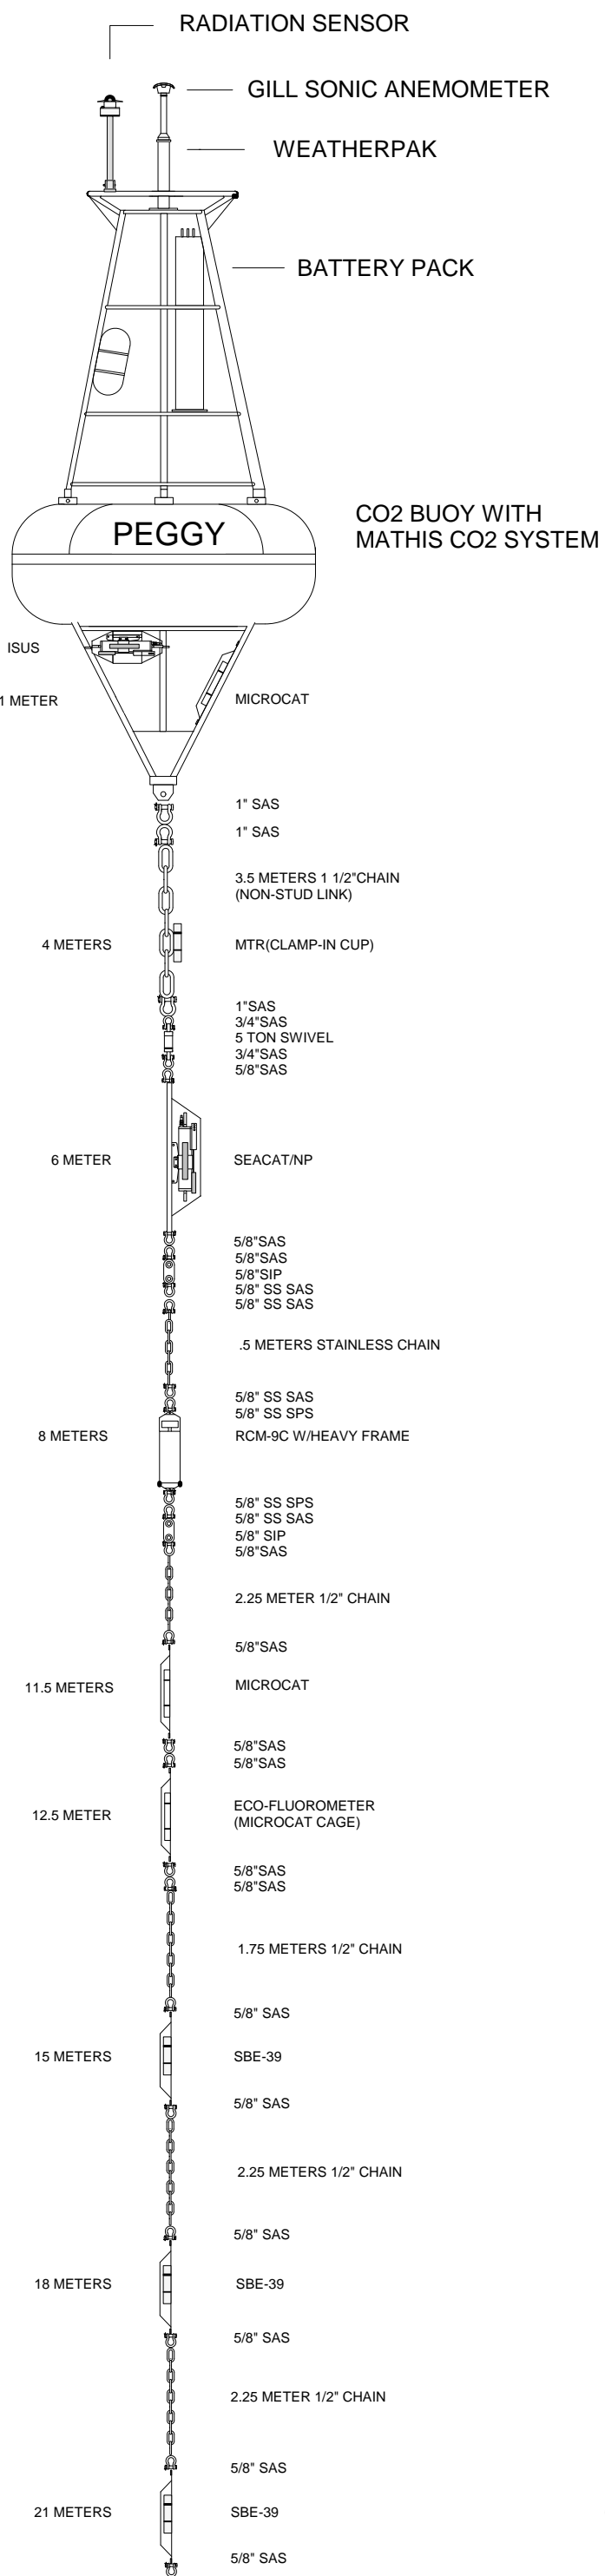 RADIATION SENSOR
GILL SONIC ANEMOMETER
WEATHERPAK
BATTERY PACK
PEGGY
CO2 BUOY WITH
MATHIS CO2 SYSTEM
ISUS
1 METER
MICROCAT
1" SAS
1" SAS
3.5 METERS 1 1/2"CHAIN
(NON-STUD LINK)
4 METERS
MTR(CLAMP-IN CUP)
1"SAS
3/4"SAS
5 TON SWIVEL
3/4"SAS
5/8"SAS
6 METER
SEACAT/NP
5/8"SAS
5/8"SAS
5/8"SIP
5/8" SS SAS
5/8" SS SAS
.5 METERS STAINLESS CHAIN
5/8" SS SAS
5/8" SS SPS
8 METERS
RCM-9C W/HEAVY FRAME
5/8" SS SPS
5/8" SS SAS
5/8" SIP
5/8"SAS
2.25 METER 1/2" CHAIN
5/8"SAS
11.5 METERS
MICROCAT
5/8"SAS
5/8"SAS
12.5 METER
ECO-FLUOROMETER
(MICROCAT CAGE)
5/8"SAS
5/8"SAS
1.75 METERS 1/2" CHAIN
5/8" SAS
15 METERS
SBE-39
5/8" SAS
2.25 METERS 1/2" CHAIN
5/8" SAS
18 METERS
SBE-39
5/8" SAS
2.25 METER 1/2" CHAIN
5/8" SAS
21 METERS
SBE-39
5/8" SAS